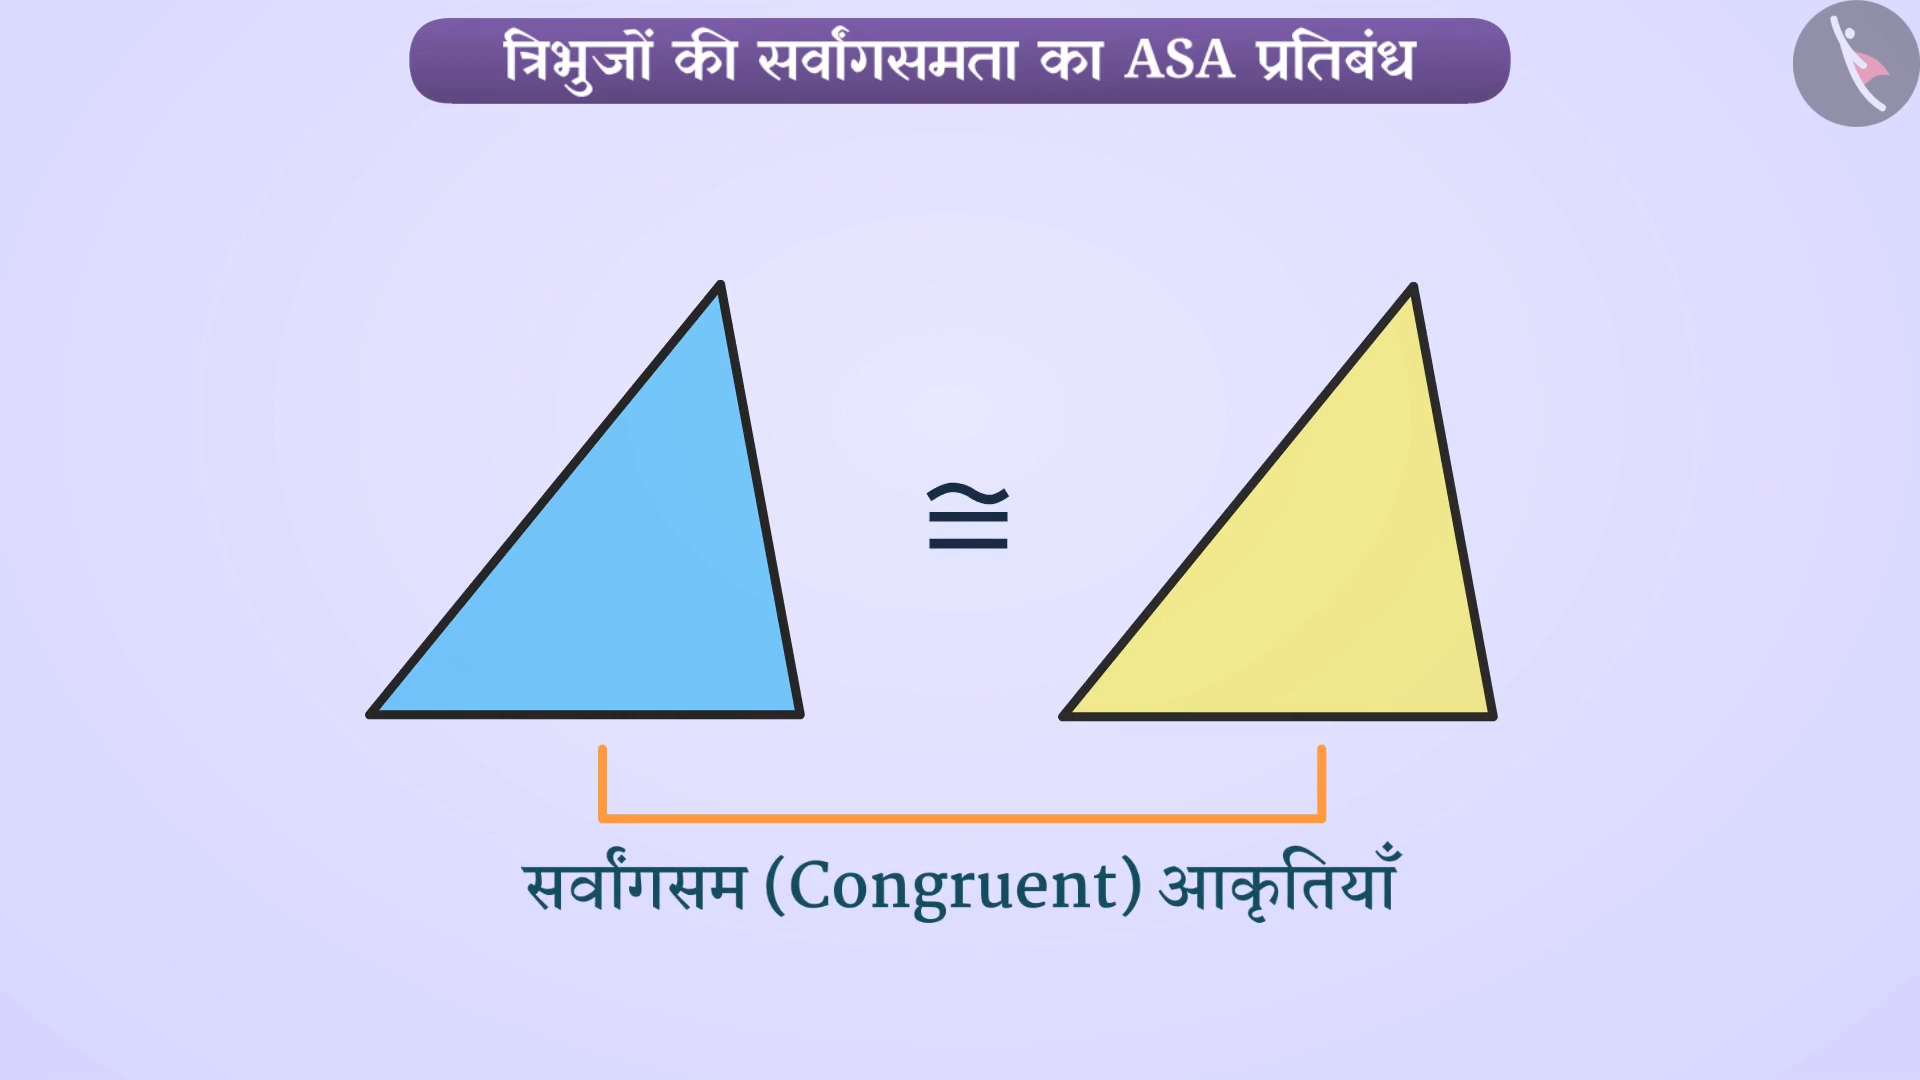 त्रिभुजों की सर्वांगसमता का ASA प्रतिबंध
≅
सर्वांगसम (Congruent) आकृतियाँ